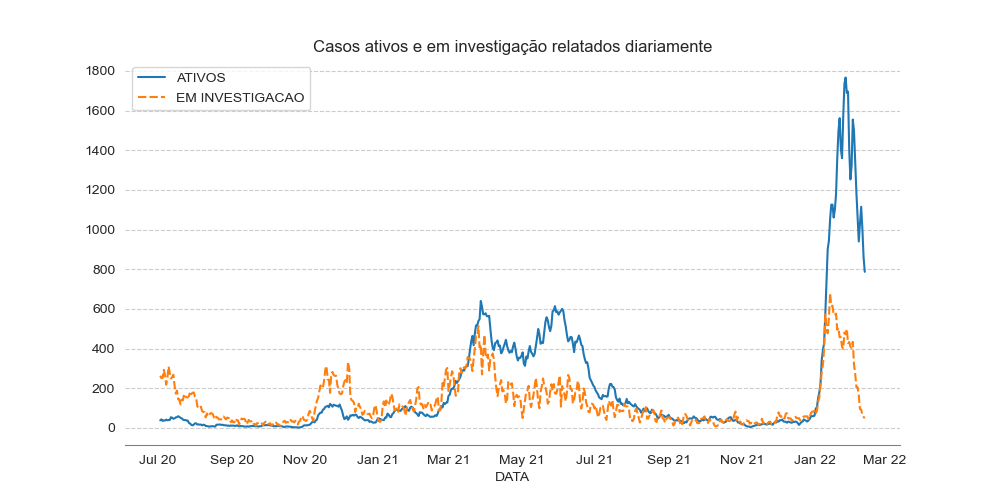 Casos ativos e em investigação relatados diariamente
ATIVOS
EM INVESTIGACAO
1800
1600
1400
1200
1000
800
600
400
200
0
Jul 20 Sep 20 Nov 20 Jan 21 Mar 21 May 21 Jul 21 Sep 21 Nov 21 Jan 22 Mar 22
DATA